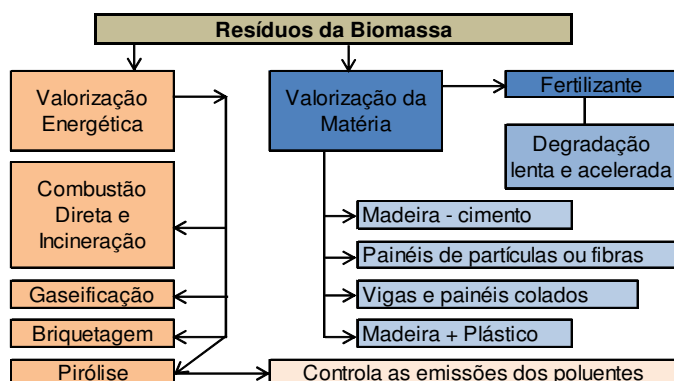 Resíduos da Biomassa
Valorização
Energética
Valorização da
Matéria
Fertilizante
Degradação
lenta e acelerada
Combustão
Direta e
Incineração
Madeira - cimento
Painéis de partículas ou fibras
Gaseificação
Vigas e painéis colados
Briquetagem
Madeira + Plástico
Pirólise
Controla as emissões dos poluentes